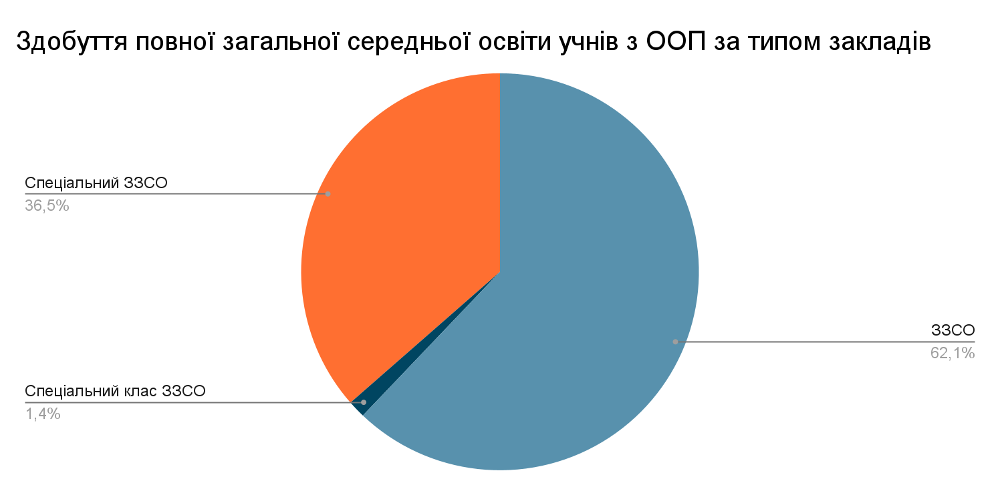 Здобуття повної загальної середньої освіти учнів з ООП за типом закладів
Спеціальний ЗЗСО
36,5%
ЗЗСО
62,1%
Спеціальний клас ЗЗСО
1,4%